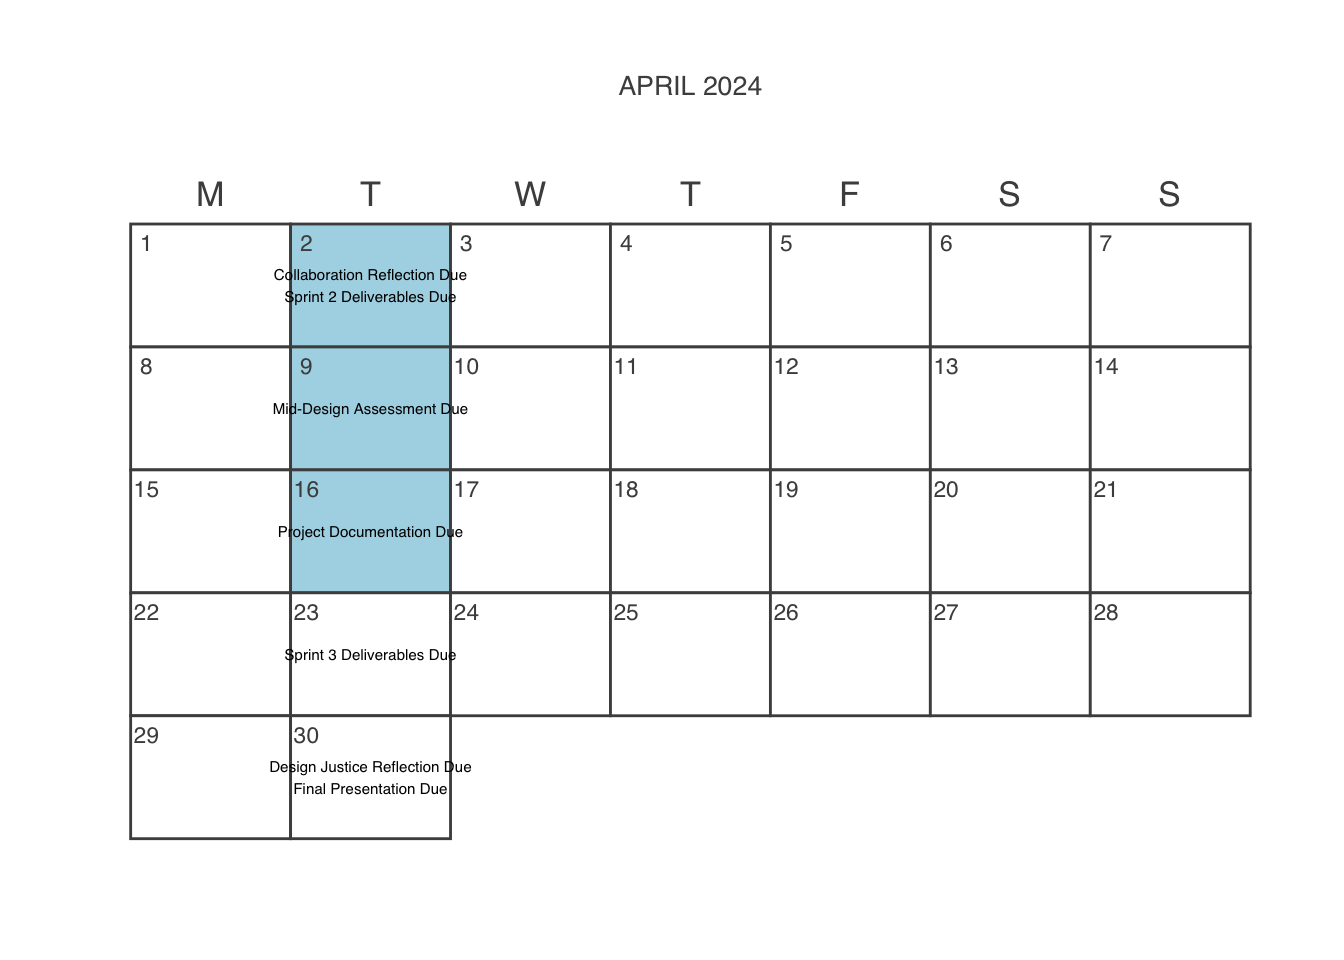 APRIL 2024
M T W T F S S
1 2 3 4 5 6 7
Collaboration Reflection Due
Sprint 2 Deliverables Due
8 9 10 11 12 13 14
Mid-Design Assessment Due
15 16 17 18 19 20 21
Project Documentation Due
22 23 24 25 26 27 28
Sprint 3 Deliverables Due
29 30
Design Justice Reflection Due
Final Presentation Due